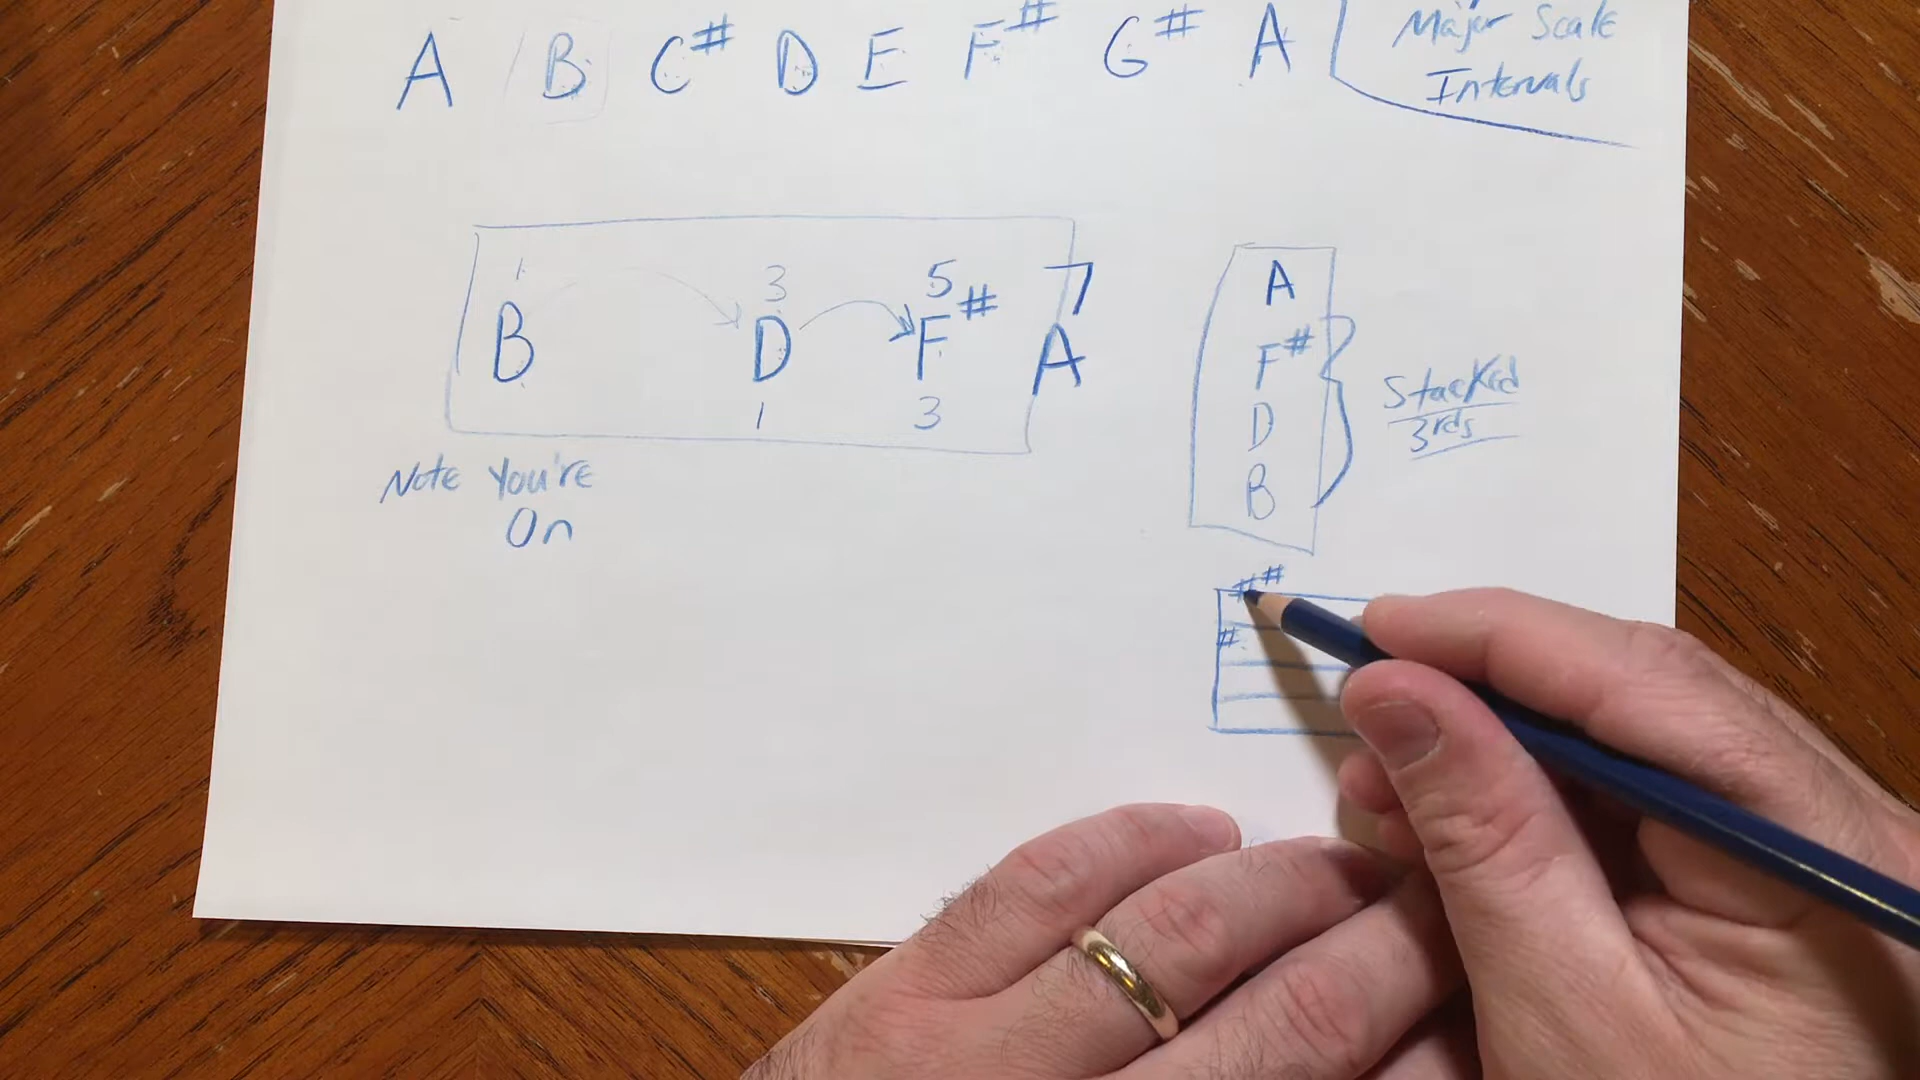 A B C# D E F# G# A
Major Scale
Intervals
1 3 5 7
B D F# A
1 3
Note You're
On
A
F#
D
B
Stacked
3rds
# #
#